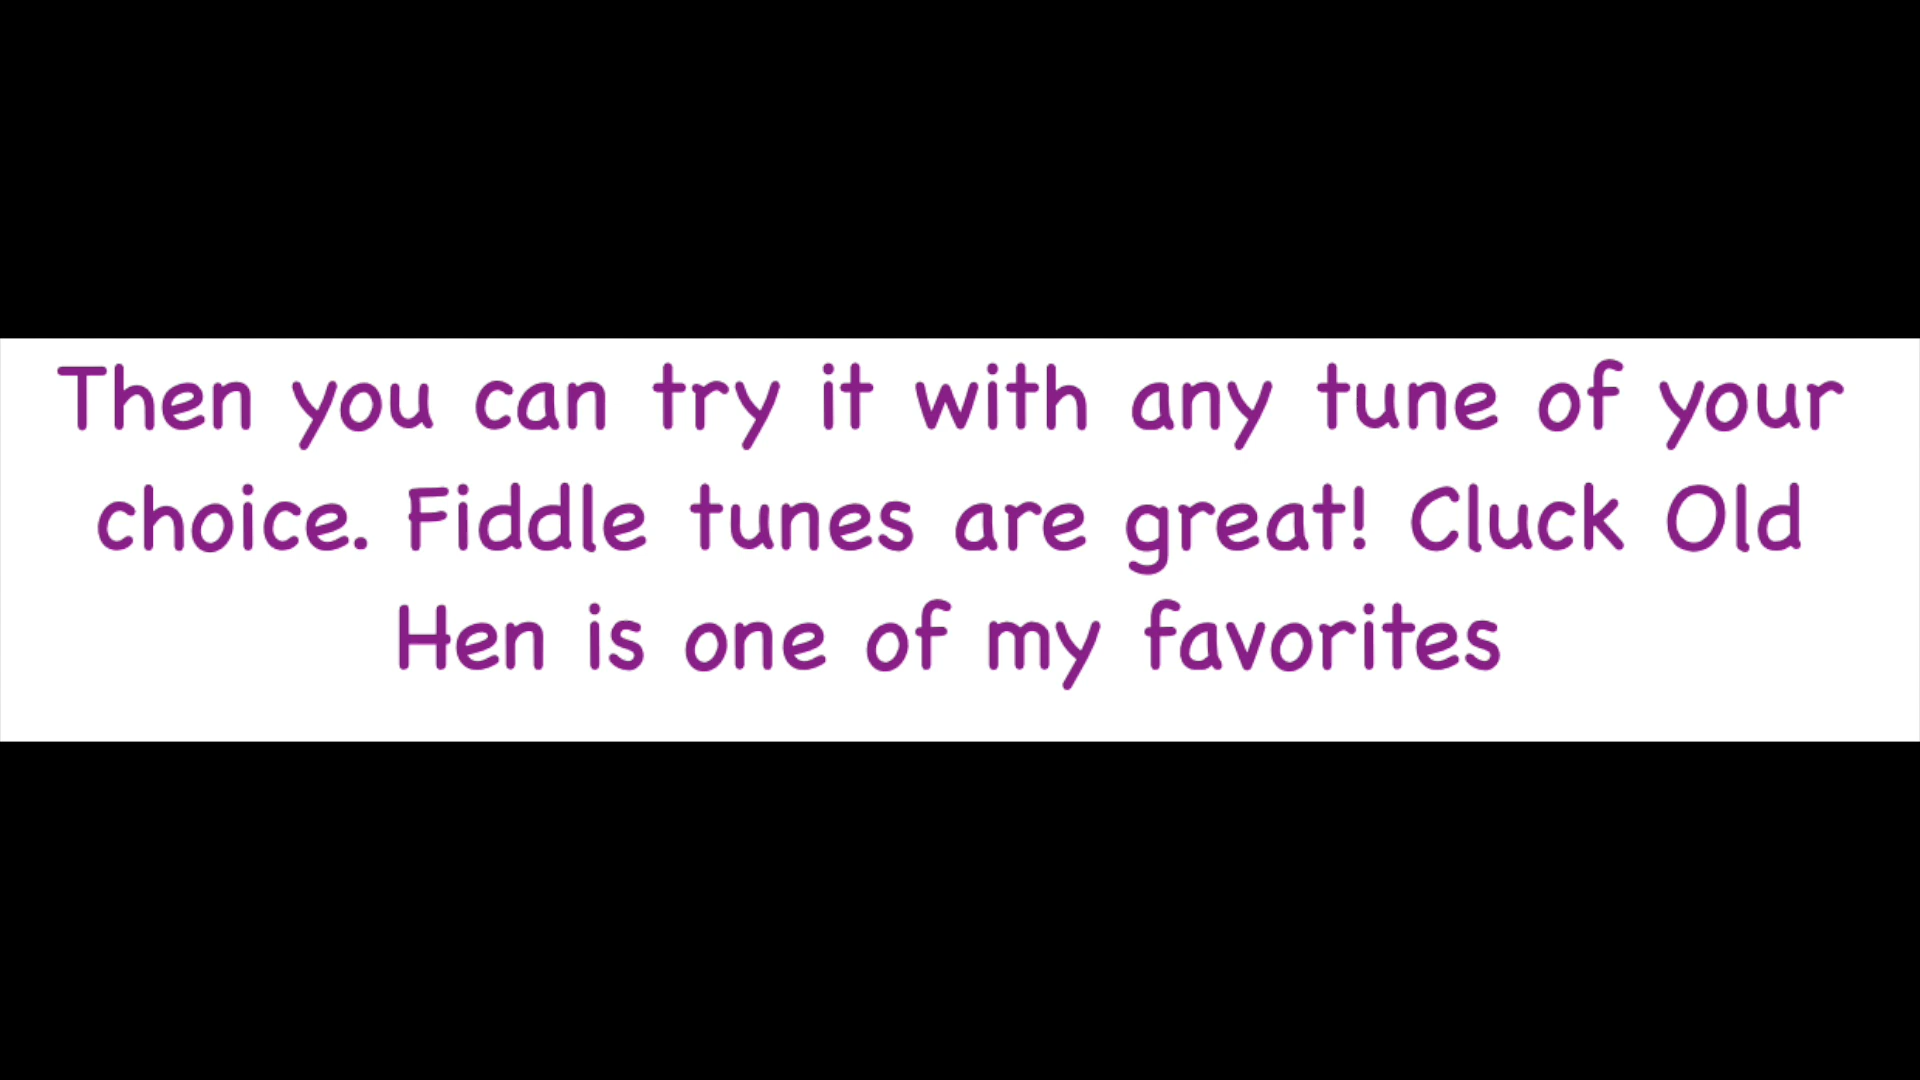 Then you can try it with any tune of your
choice. Fiddle tunes are great! Cluck Old
Hen is one of my favorites